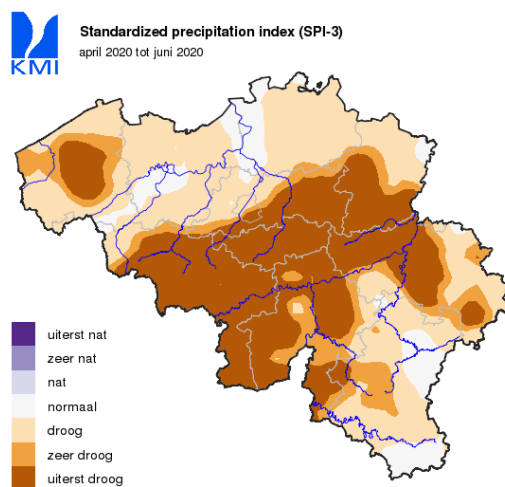 Standardized precipitation index (SPI-3)
april 2020 tot juni 2020
KMI
uiterst nat
zeer nat
nat
normaal
droog
zeer droog
uiterst droog